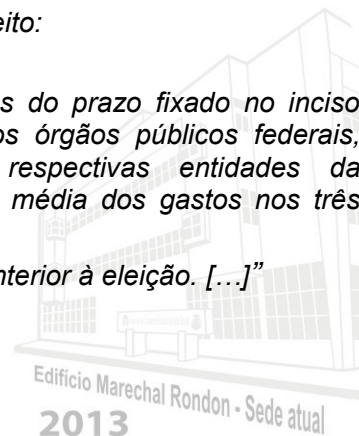 eito:
s do prazo fixado no inciso
os órgãos públicos federais,
respectivas entidades da
média dos gastos nos três
nterior à eleição. […]”
Edifício Marechal Rondon - Sede atual
2013